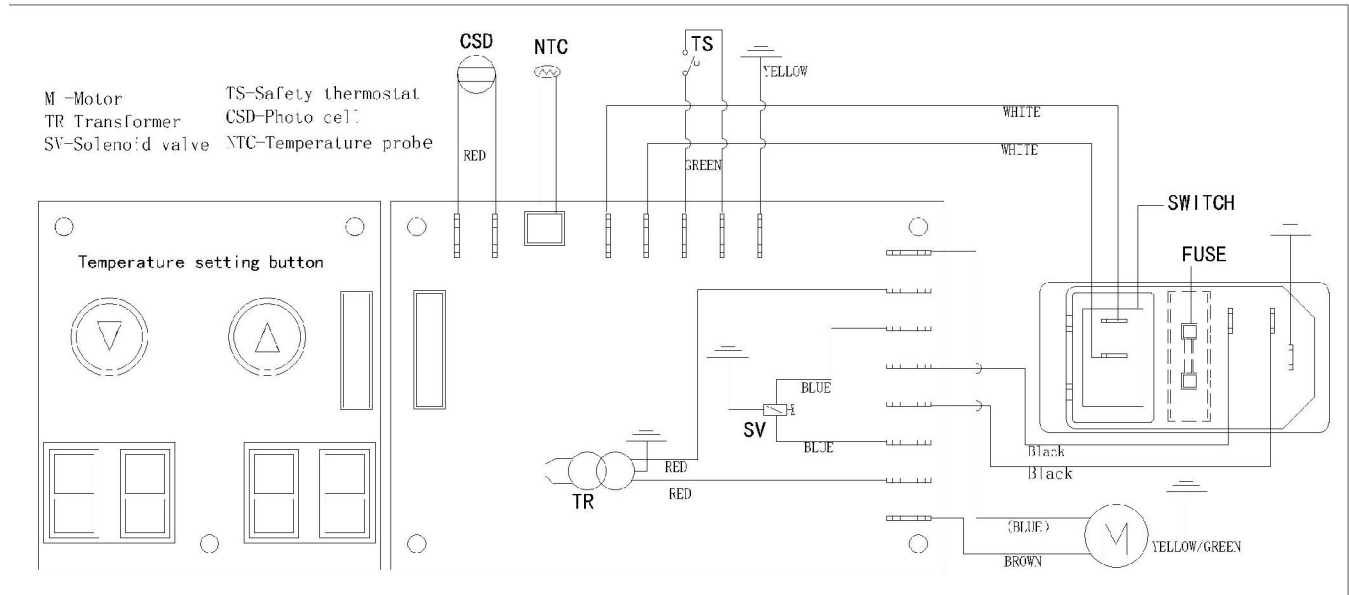 CSD
NTC
TS
YELLOW
M -Motor
TS-Safety thermostat
TR Transformer
CSD-Photo cell
SV-Solenoid valve
NTC-Temperature probe
WHITE
WHITE
RED
GREEN
SWITCH
FUSE
Temperature setting button
BLUE
SV
BLUE
RED
RED
TR
Black
Black
(BLUE)
M
YELLOW/GREEN
BROWN